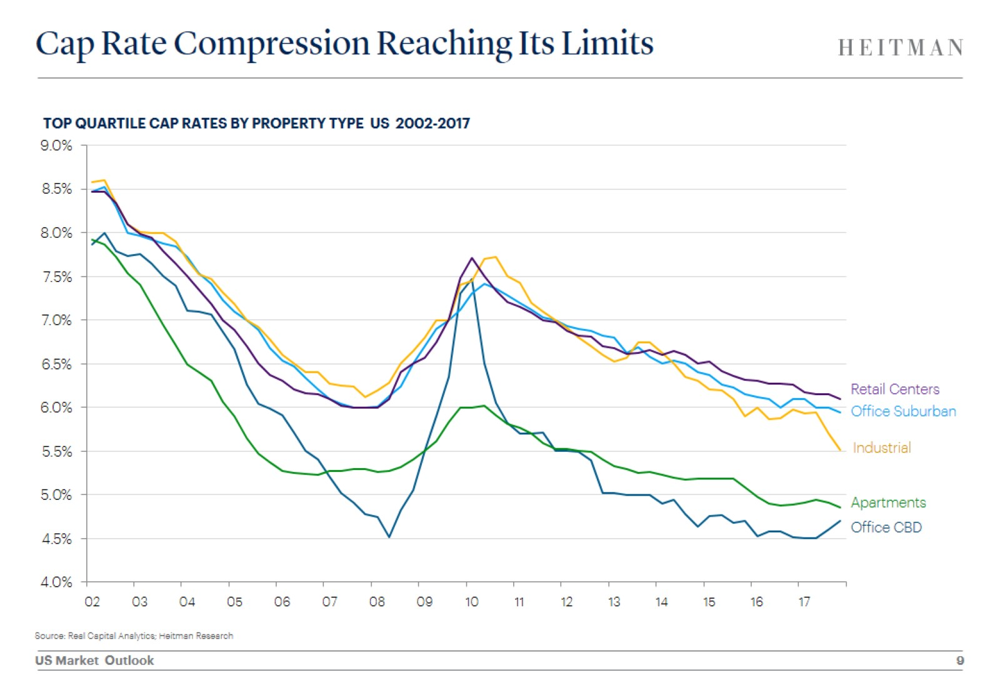 Cap Rate Compression Reaching Its Limits
HEITMAN
TOP QUARTILE CAP RATES BY PROPERTY TYPE US 2002-2017
9.0%
8.5%
8.0%
7.5%
7.0%
6.5%
6.0%
5.5%
5.0%
4.5%
4.0%
Retail Centers
Office Suburban
Industrial
Apartments
Office CBD
02 03 04 05 06 07 08 09 10 11 12 13 14 15 16 17
Source: Real Capital Analytics; Heitman Research
US Market Outlook
9